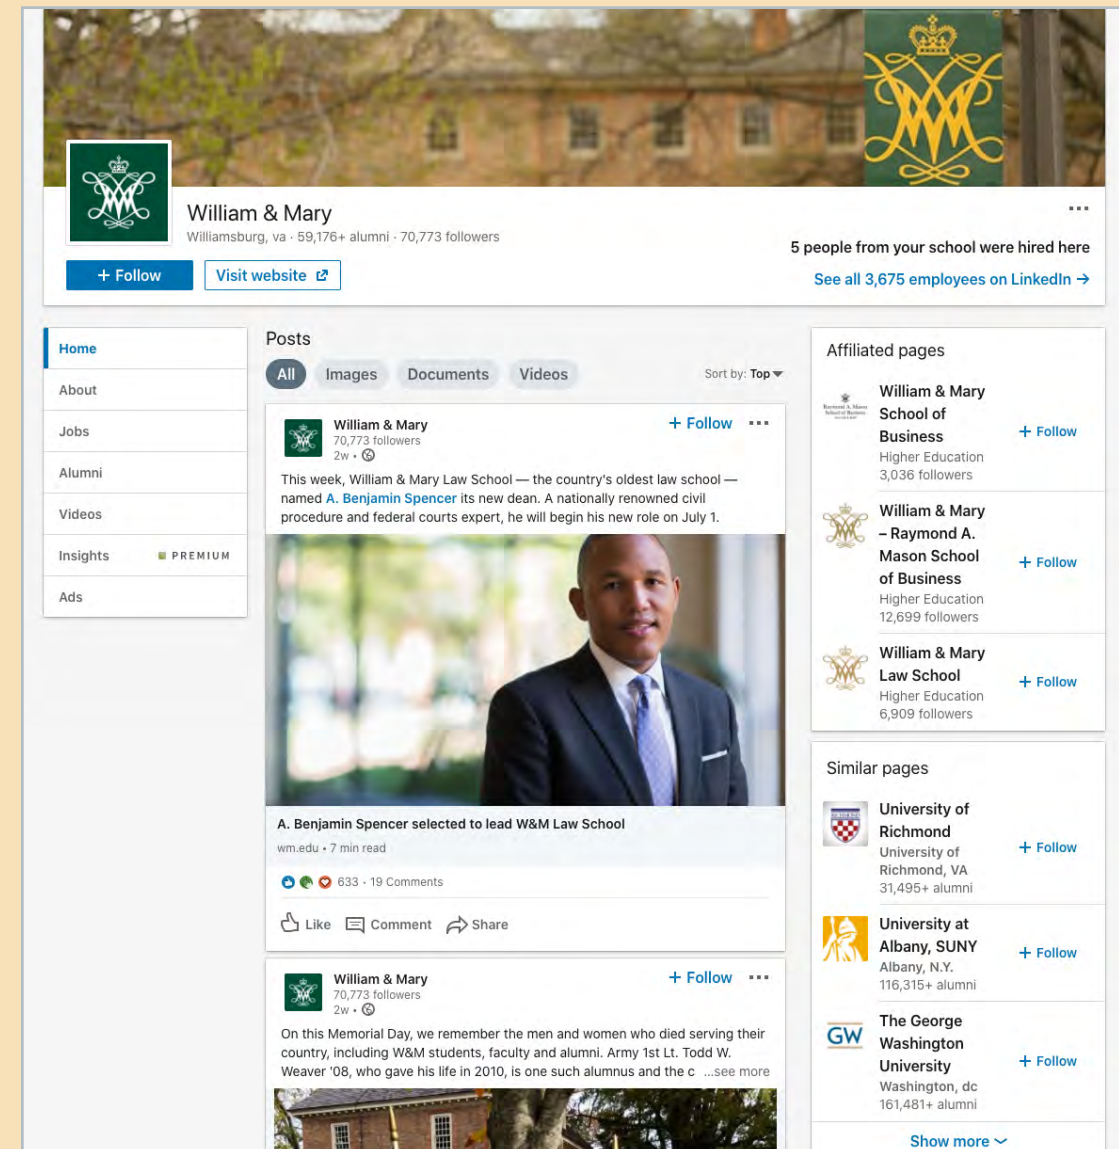 William & Mary
Williamsburg, va · 59,176+ alumni · 70,773 followers
5 people from your school were hired here
+ Follow
Visit website
See all 3,675 employees on LinkedIn →
Home
About
Jobs
Alumni
Videos
Insights
PREMIUM
Ads
Posts
All
Images
Documents
Videos
Sort by: Top
William & Mary
70,773 followers
2w •
+ Follow
This week, William & Mary Law School — the country's oldest law school —
named A. Benjamin Spencer its new dean. A nationally renowned civil
procedure and federal courts expert, he will begin his new role on July 1.
A. Benjamin Spencer selected to lead W&M Law School
wm.edu • 7 min read
633 · 19 Comments
Like
Comment
Share
William & Mary
70,773 followers
2w •
+ Follow
On this Memorial Day, we remember the men and women who died serving their
country, including W&M students, faculty and alumni. Army 1st Lt. Todd W.
Weaver '08, who gave his life in 2010, is one such alumnus and the c ...see more
Affiliated pages
William & Mary
School of
Business
Higher Education
3,036 followers
+ Follow
William & Mary
– Raymond A.
Mason School
of Business
Higher Education
12,699 followers
+ Follow
William & Mary
Law School
Higher Education
6,909 followers
+ Follow
Similar pages
University of
Richmond
University of
Richmond, VA
31,495+ alumni
+ Follow
University at
Albany, SUNY
Albany, N.Y.
116,315+ alumni
+ Follow
GW
The George
Washington
University
Washington, dc
161,481+ alumni
+ Follow
Show more